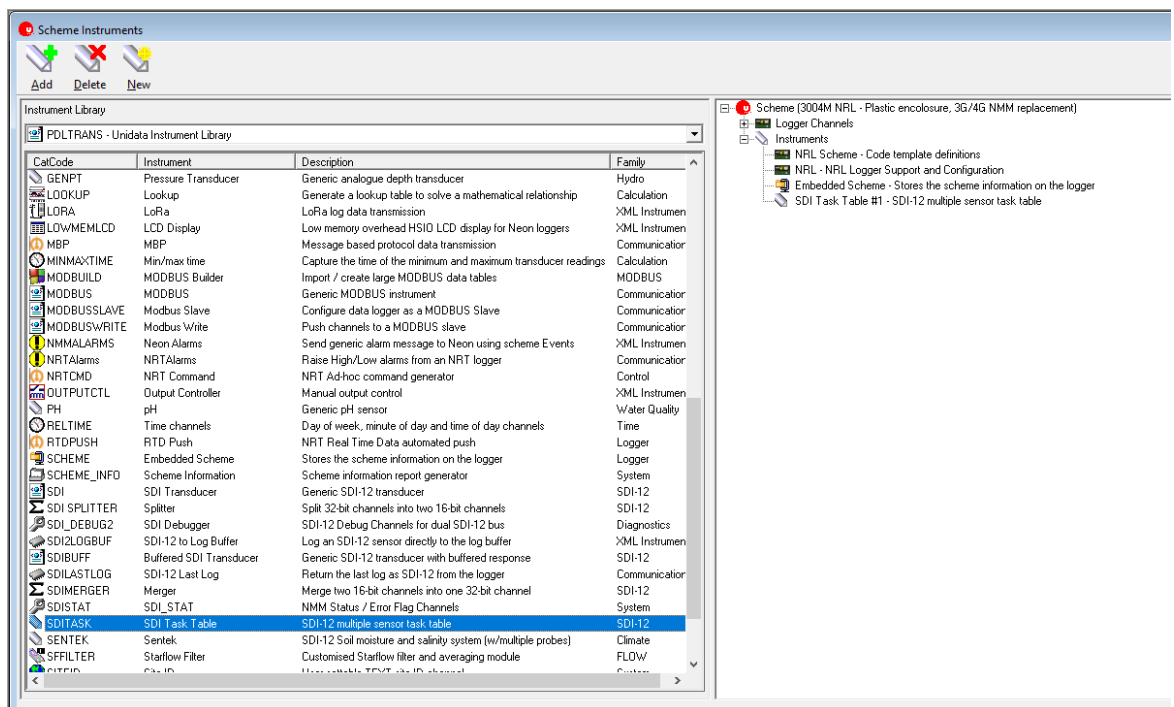 Scheme Instruments
Add Delete New
Instrument Library
PDLTRANS - Unidata Instrument Library
CatCode Instrument Description Family
GENPT Pressure Transducer Generic analogue depth transducer Hydro
LOOKUP Lookup Generate a lookup table to solve a mathematical relationship Calculation
LORA LoRa LoRa log data transmission XML Instrumen
LOWMEMLCD LCD Display Low memory overhead HSIO LCD display for Neon loggers XML Instrumen
MBP MBP Message based protocol data transmission Communication
MINMAXTIME Min/max time Capture the time of the minimum and maximum transducer readings Calculation
MODBUILD MODBUS Builder Import / create large MODBUS data tables MODBUS
MODBUS MODBUS Generic MODBUS instrument Communication
MODBUSSLAVE Modbus Slave Configure data logger as a MODBUS Slave Communication
MODBUSWRITE Modbus Write Push channels to a MODBUS slave Communication
NMMALARMS Neon Alarms Send generic alarm message to Neon using scheme Events XML Instrumen
NRTAlarms NRTAlarms Raise High/Low alarms from an NRT logger Communication
NRTCMD NRT Command NRT Ad-hoc command generator Control
OUTPUTCTL Output Controller Manual output control XML Instrumen
PH pH Generic pH sensor Water Quality
RELTIME Time channels Day of week, minute of day and time of day channels Time
RTDPUSH RTD Push NRT Real Time Data automated push Logger
SCHEME Embedded Scheme Stores the scheme information on the logger Logger
SCHEME_INFO Scheme Information Scheme information report generator System
SDI SDI Transducer Generic SDI-12 transducer SDI-12
SDI SPLITTER Splitter Split 32-bit channels into two 16-bit channels SDI-12
SDI_DEBUG2 SDI Debugger SDI-12 Debug Channels for dual SDI-12 bus Diagnostics
SDI2LOGBUF SDI-12 to Log Buffer Log an SDI-12 sensor directly to the log buffer XML Instrumen
SDIBUFF Buffered SDI Transducer Generic SDI-12 transducer with buffered response SDI-12
SDILASTLOG SDI-12 Last Log Return the last log as SDI-12 from the logger Communication
SDIMERGER Merger Merge two 16-bit channels into one 32-bit channel SDI-12
SDISTAT SDI_STAT NMM Status / Error Flag Channels System
SDITASK SDI Task Table SDI-12 multiple sensor task table SDI-12
SENTEK Sentek SDI-12 Soil moisture and salinity system (w/multiple probes) Climate
SFFILTER Starflow Filter Customised Starflow filter and averaging module FLOW
Scheme (3004M NRL - Plastic encolosure, 3G/4G NMM replacement)
Logger Channels
Instruments
NRL Scheme - Code template definitions
NRL - NRL Logger Support and Configuration
Embedded Scheme - Stores the scheme information on the logger
SDI Task Table #1 - SDI-12 multiple sensor task table